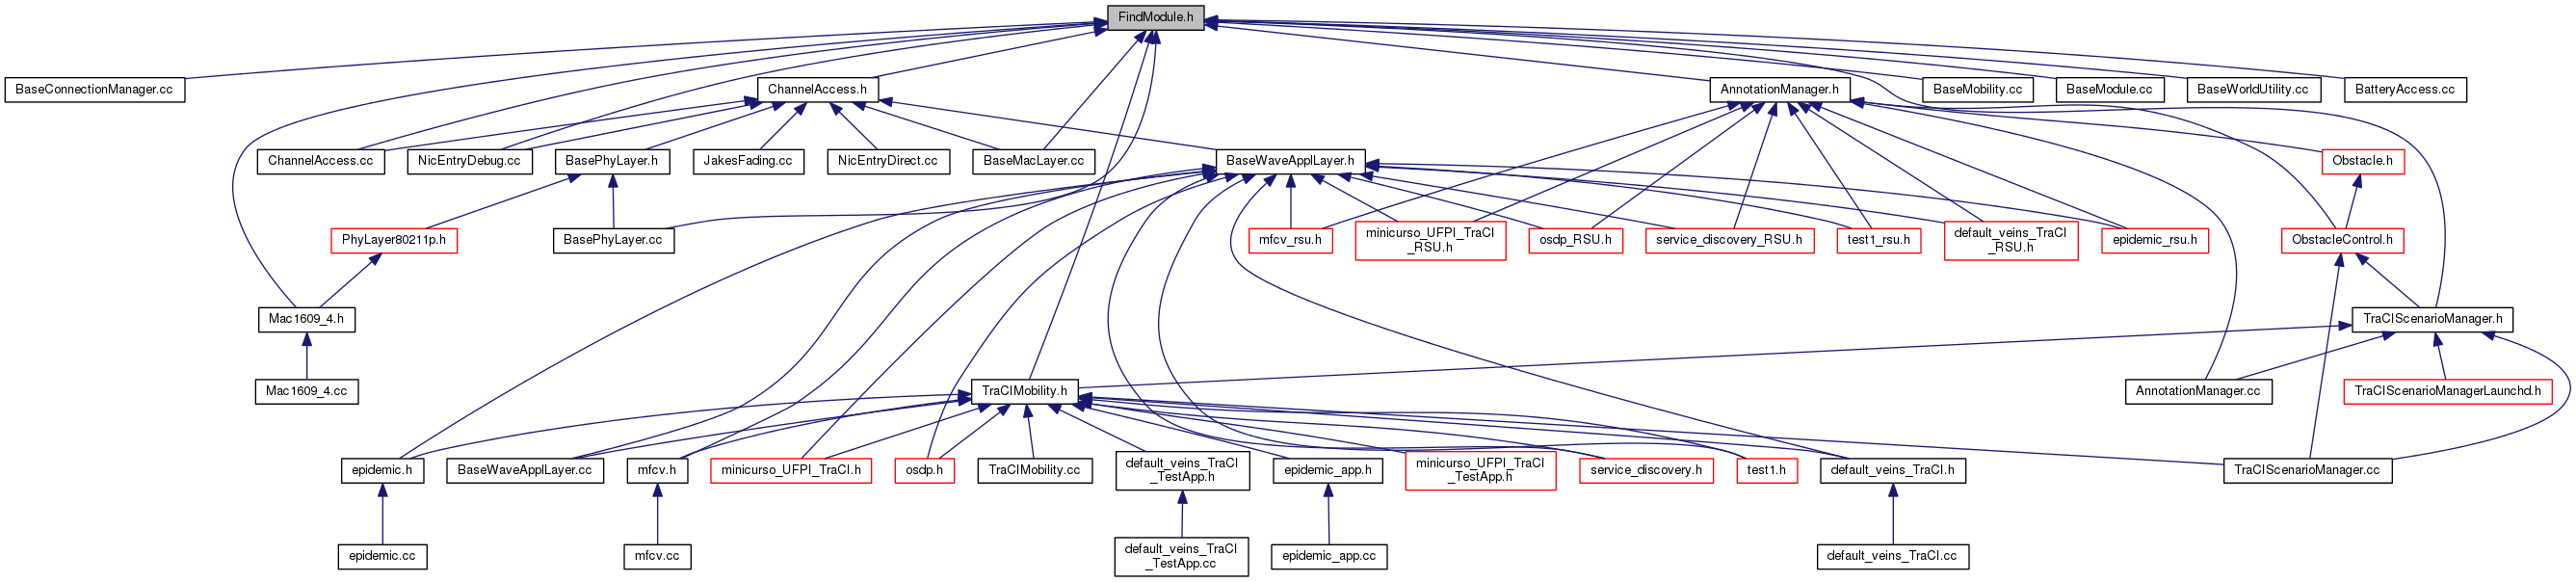 FindModule.h
BaseConnectionManager.cc
ChannelAccess.h
AnnotationManager.h
BaseMobility.cc
BaseModule.cc
BaseWorldUtility.cc
BatteryAccess.cc
ChannelAccess.cc
NicEntryDebug.cc
BasePhyLayer.h
JakesFading.cc
NicEntryDirect.cc
BaseMacLayer.cc
BaseWaveApplLayer.h
Obstacle.h
PhyLayer80211p.h
BasePhyLayer.cc
mfcv_rsu.h
minicurso_UFPI_TraCI
_RSU.h
osdp_RSU.h
service_discovery_RSU.h
test1_rsu.h
default_veins_TraCI
_RSU.h
epidemic_rsu.h
ObstacleControl.h
Mac1609_4.h
TraCIScenarioManager.h
Mac1609_4.cc
TraCIMobility.h
AnnotationManager.cc
TraCIScenarioManagerLaunchd.h
epidemic.h
BaseWaveApplLayer.cc
mfcv.h
minicurso_UFPI_TraCI.h
osdp.h
TraCIMobility.cc
default_veins_TraCI
_TestApp.h
epidemic_app.h
minicurso_UFPI_TraCI
_TestApp.h
service_discovery.h
test1.h
default_veins_TraCI.h
TraCIScenarioManager.cc
epidemic.cc
mfcv.cc
default_veins_TraCI
_TestApp.cc
epidemic_app.cc
default_veins_TraCI.cc